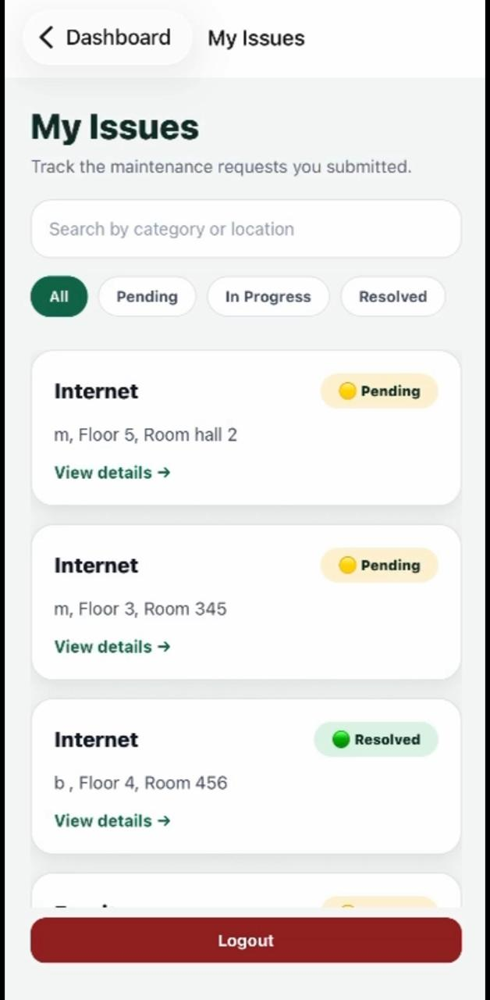 Dashboard My Issues
My Issues
Track the maintenance requests you submitted.
Search by category or location
All Pending In Progress Resolved
Internet Pending
m, Floor 5, Room hall 2
View details →
Internet Pending
m, Floor 3, Room 345
View details →
Internet Resolved
b , Floor 4, Room 456
View details →
Logout